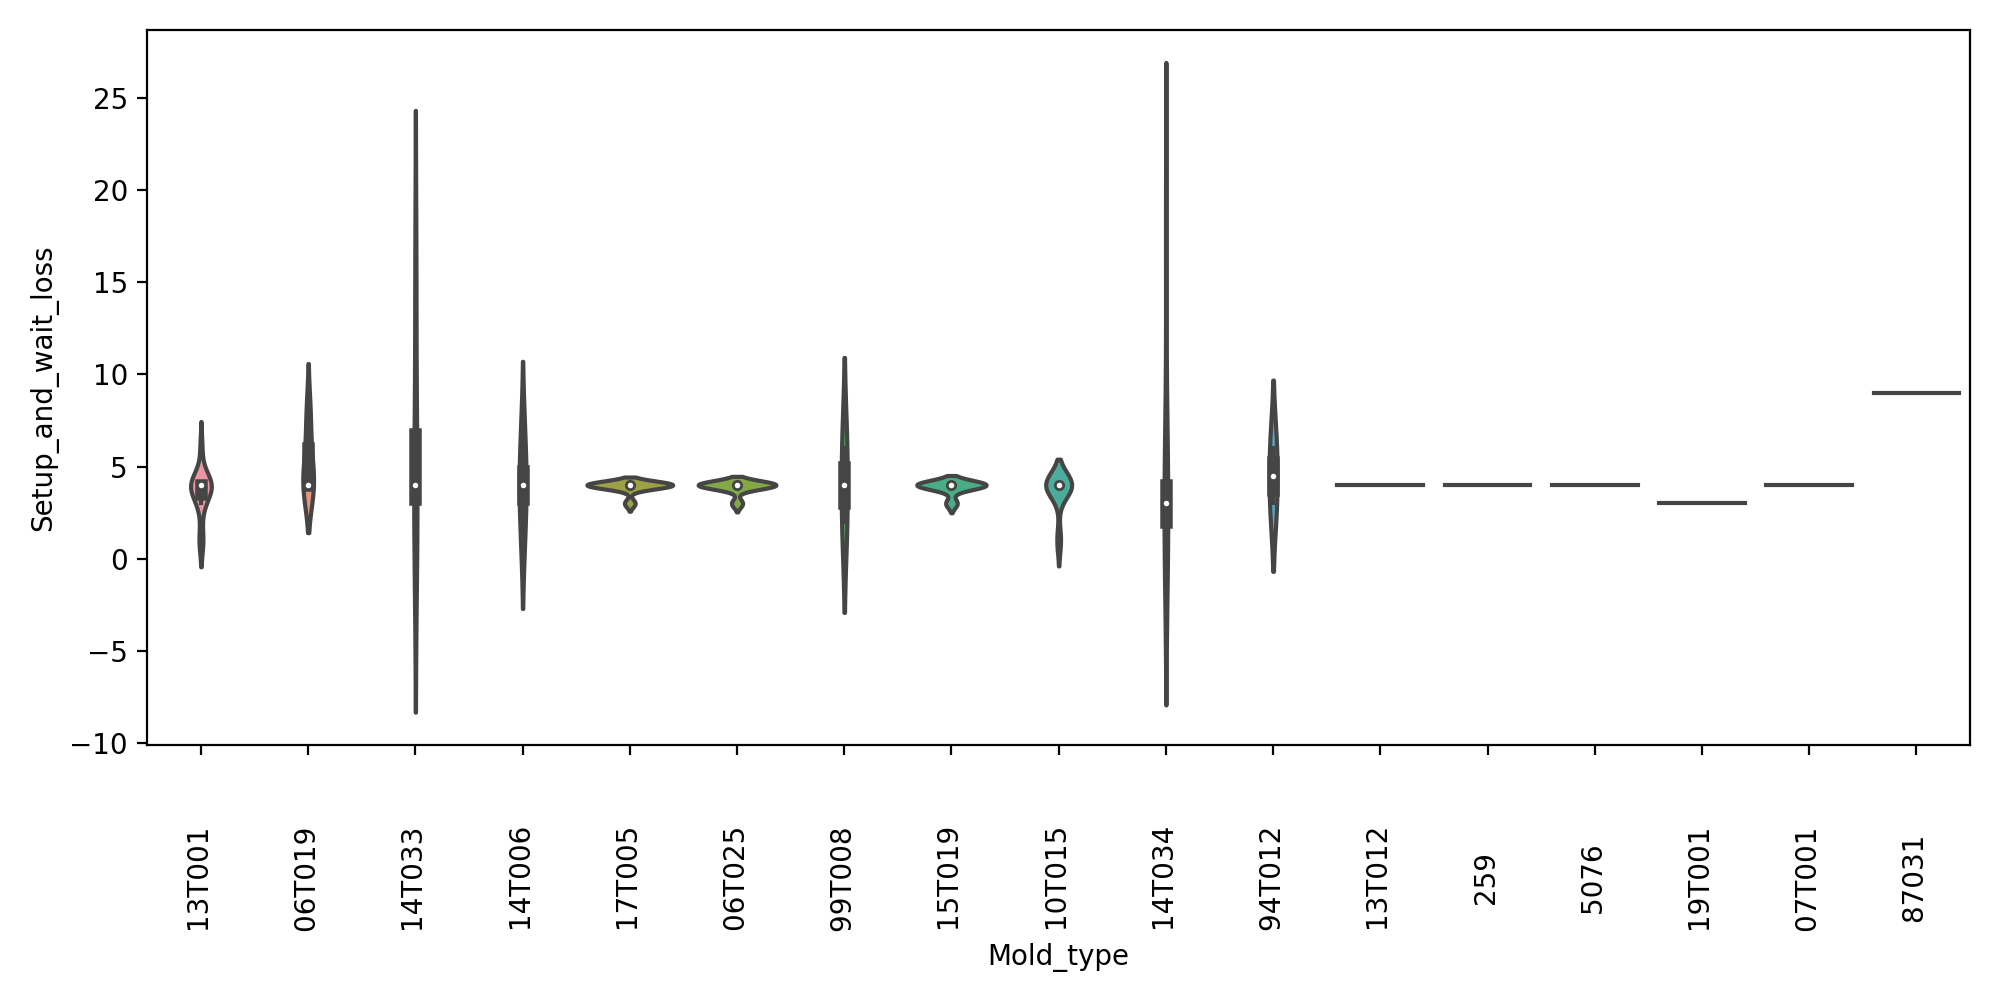 Setup_and_wait_loss
25
20
15
10
5
0
−5
−10
13T001
06T019
14T033
14T006
17T005
06T025
99T008
15T019
10T015
14T034
94T012
13T012
259
5076
19T001
07T001
87031
Mold_type